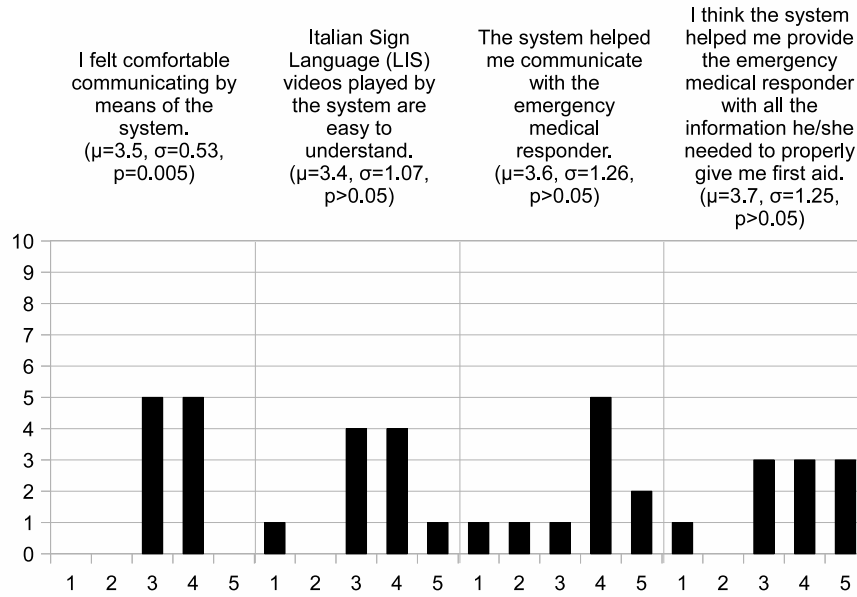 I felt comfortable
communicating by
means of the
system.
(μ=3.5, σ=0.53,
p=0.005)
Italian Sign
Language (LIS)
videos played by
the system are
easy to
understand.
(μ=3.4, σ=1.07,
p>0.05)
The system helped
me communicate
with the
emergency
medical
responder.
(μ=3.6, σ=1.26,
p>0.05)
I think the system
helped me provide
the emergency
medical responder
with all the
information he/she
needed to properly
give me first aid.
(μ=3.7, σ=1.25,
p>0.05)
10
9
8
7
6
5
4
3
2
1
0
1 2 3 4 5 1 2 3 4 5 1 2 3 4 5 1 2 3 4 5